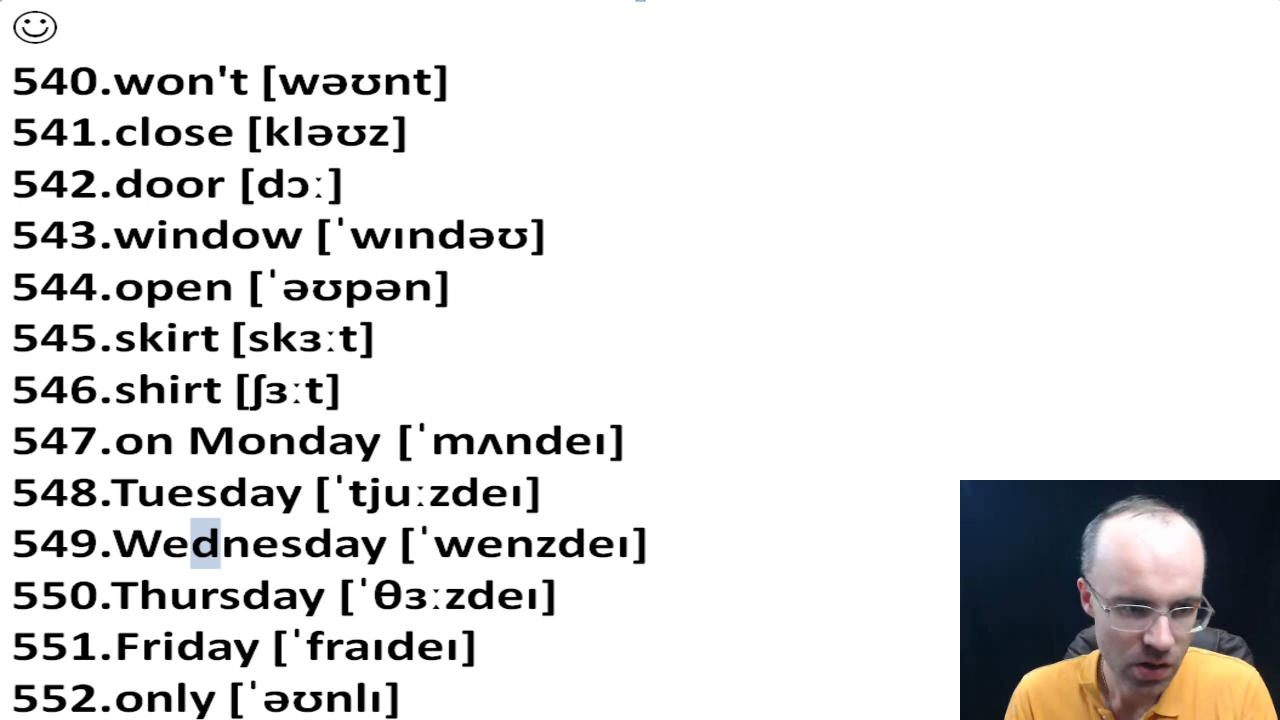 ☺
540.won't [wəʊnt]
541.close [kləʊz]
542.door [dɔː]
543.window [ˈwɪndəʊ]
544.open [ˈəʊpən]
545.skirt [skɜːt]
546.shirt [ʃɜːt]
547.on Monday [ˈmʌndeɪ]
548.Tuesday [ˈtjuːzdeɪ]
549.Wednesday [ˈwenzdeɪ]
550.Thursday [ˈθɜːzdeɪ]
551.Friday [ˈfraɪdeɪ]
552.only [ˈəʊnlɪ]